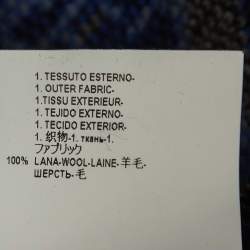 1. TESSUTO ESTERNO-
1. OUTER FABRIC-
1.TISSU EXTERIEUR-
1. TEJIDO EXTERNO-
1. TECIDO EXTERIOR-
1. 织物-1. ткань-1.
ファブリック
100% LANA-WOOL-LAINE-羊毛-
ШЕРСТЬ-毛